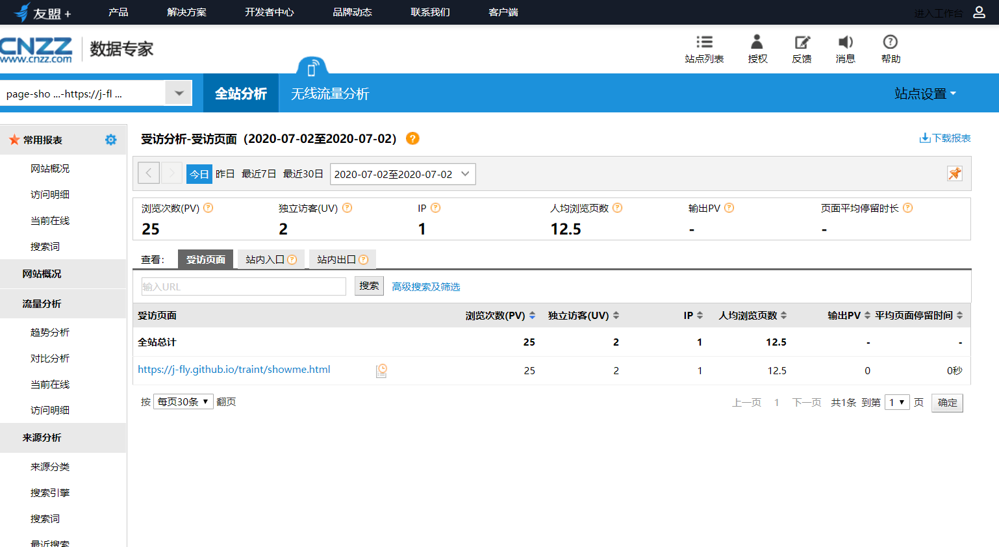 友盟+ 产品 解决方案 开发者中心 品牌动态 联系我们 客户端 进入工作台
CNZZ 数据专家
www.cnzz.com
站点列表 授权 反馈 消息 帮助
page-sho ...-https://j-fl ... 全站分析 无线流量分析 站点设置
常用报表
网站概况
访问明细
当前在线
搜索词
网站概况
流量分析
趋势分析
对比分析
当前在线
访问明细
来源分析
来源分类
搜索引擎
搜索词
最近搜索
受访分析-受访页面（2020-07-02至2020-07-02） ? 下载报表
今日 昨日 最近7日 最近30日 2020-07-02至2020-07-02
浏览次数(PV) ? 独立访客(UV) ? IP ? 人均浏览页数 ? 输出PV ? 页面平均停留时长 ?
25 2 1 12.5 - -
查看： 受访页面 站内入口 ? 站内出口 ?
输入URL 搜索 高级搜索及筛选
受访页面 浏览次数(PV) 独立访客(UV) IP 人均浏览页数 输出PV 平均页面停留时间
全站总计 25 2 1 12.5 - -
https://j-fly.github.io/traint/showme.html 25 2 1 12.5 0 0秒
按 每页30条 ▼ 翻页 上一页 1 下一页 共1条 到第 1 ▼ 页 确定